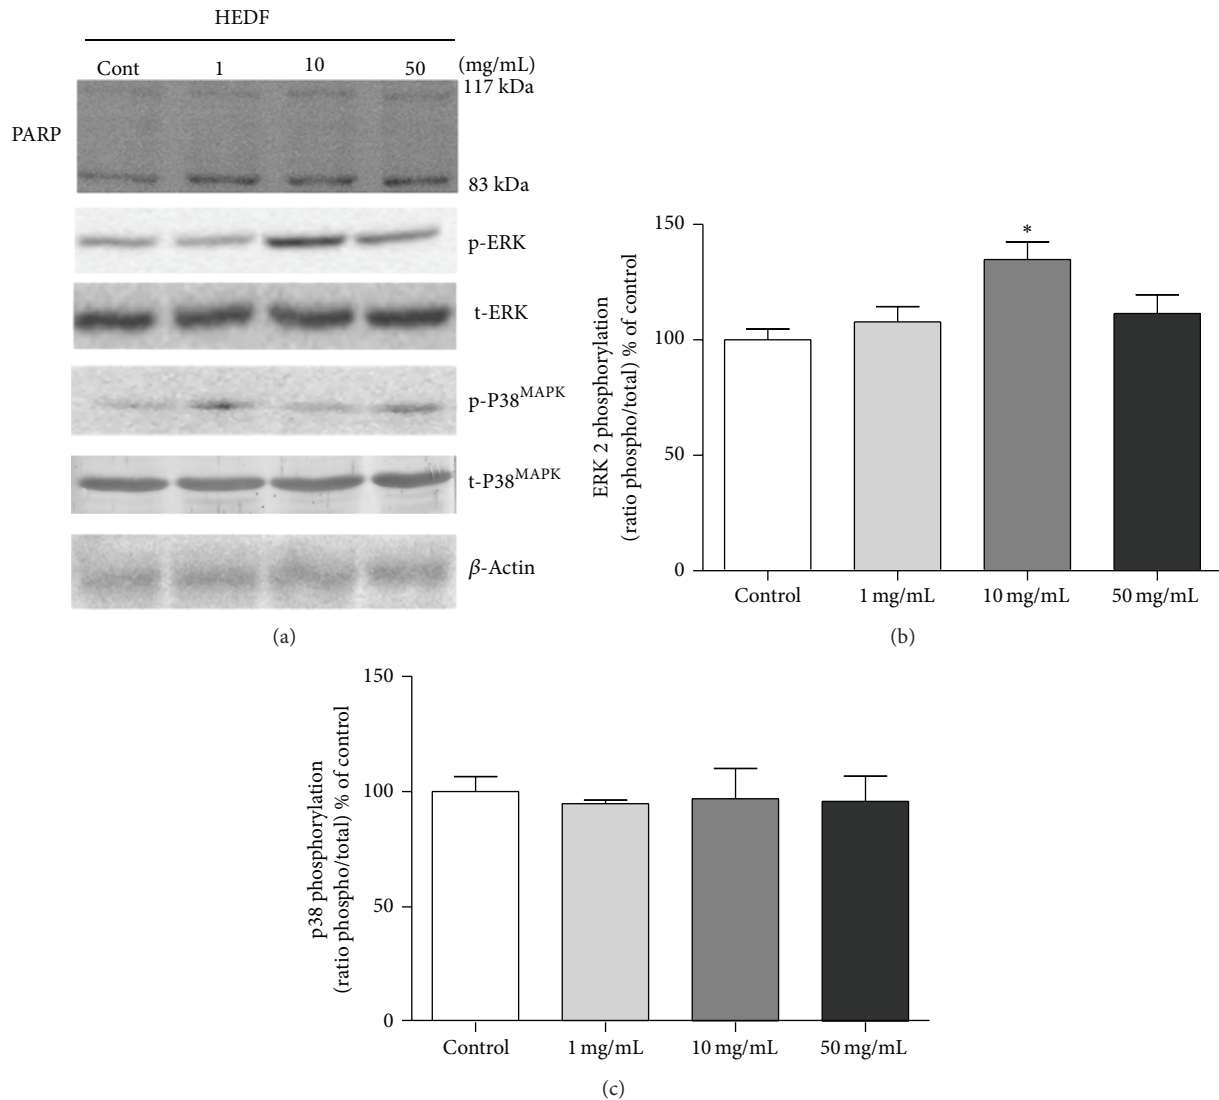 HEDF
Cont 1 10 50 (mg/mL)
117 kDa
PARP
83 kDa
p-ERK
t-ERK
p-P38MAPK
t-P38MAPK
β-Actin
(a)
ERK 2 phosphorylation
(ratio phospho/total) % of control
150
100
50
0
*
Control 1 mg/mL 10 mg/mL 50 mg/mL
(b)
p38 phosphorylation
(ratio phospho/total) % of control
150
100
50
0
Control 1 mg/mL 10 mg/mL 50 mg/mL
(c)